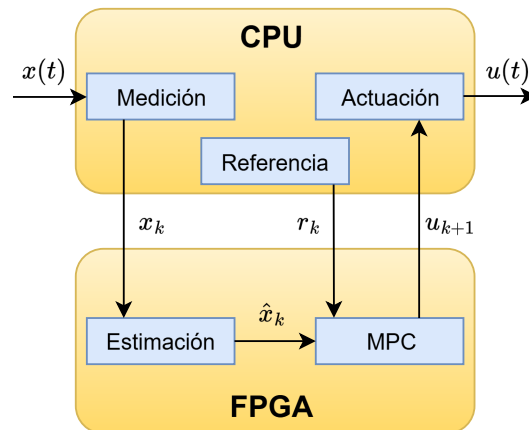 CPU
x(t)
u(t)
Medición
Actuación
Referencia
x_k
r_k
u_{k+1}
x̂_k
Estimación
MPC
FPGA